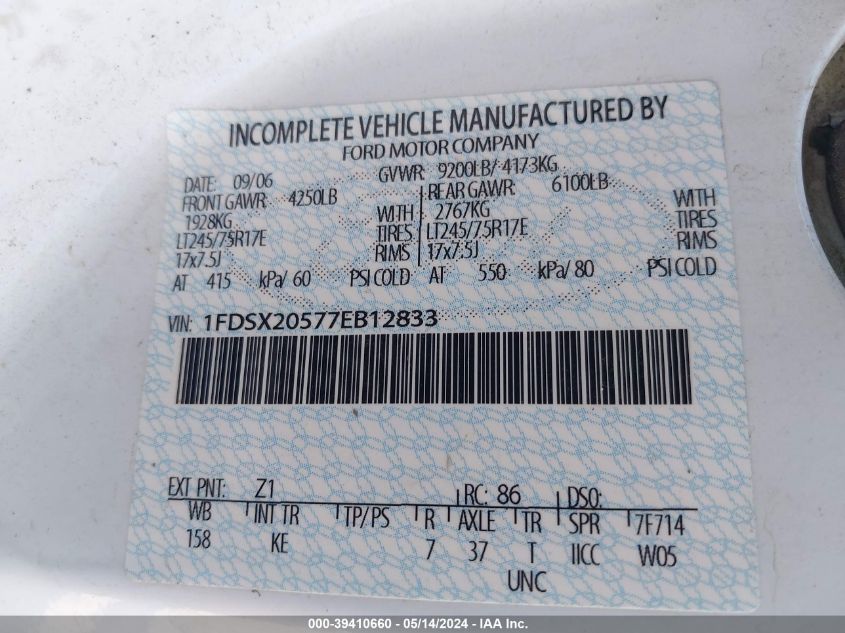 INCOMPLETE VEHICLE MANUFACTURED BY
FORD MOTOR COMPANY
DATE: 09/06 GVWR: 9200LB/ 4173KG
FRONT GAWR: 4250LB REAR GAWR: 6100LB
1928KG WITH 2767KG WITH
LT245/75R17E TIRES LT245/75R17E TIRES
17x7.5J RIMS 17x7.5J RIMS
AT 415 kPa/ 60 PSI COLD AT 550 kPa/ 80 PSI COLD
VIN: 1FDSX20577EB12833
EXT PNT: Z1 RC: 86 DSO:
WB INT TR TP/PS R AXLE TR SPR 7F714
158 KE 7 37 T IICC W05
UNC
000-39410660 - 05/14/2024 - IAA Inc.